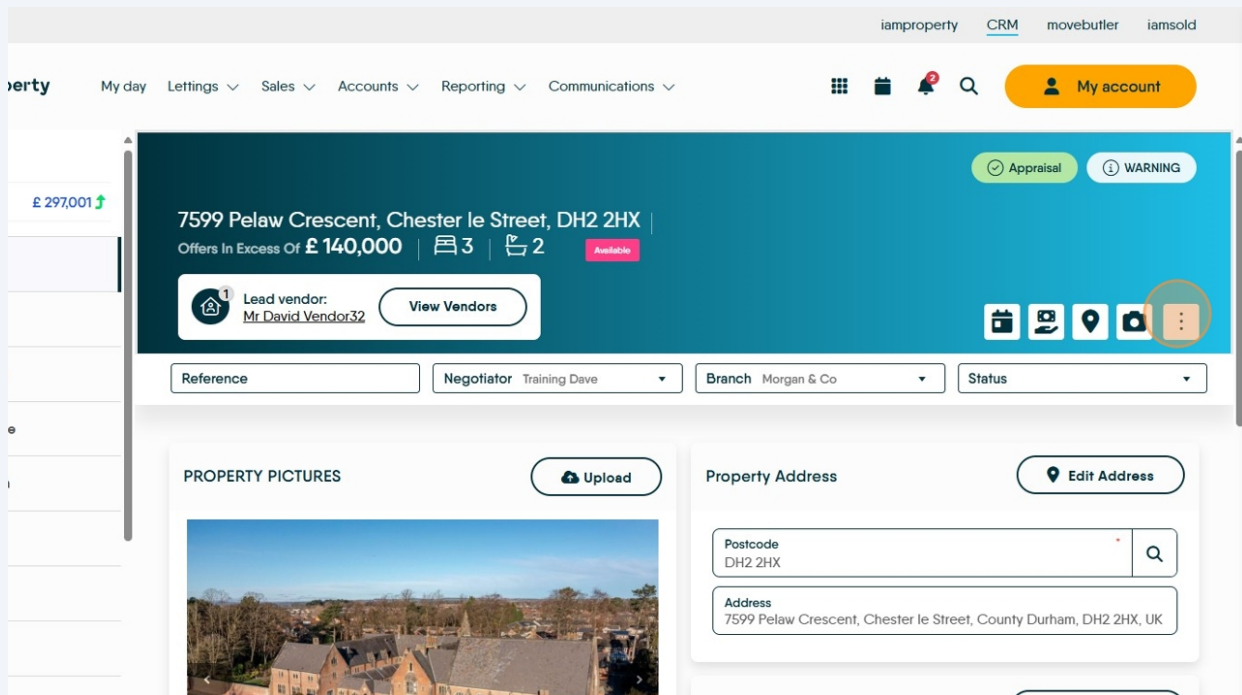 iamproperty CRM movebutler iamsold
perty My day Lettings Sales Accounts Reporting Communications 2 My account
Appraisal WARNING
£ 297,001
7599 Pelaw Crescent, Chester le Street, DH2 2HX
Offers In Excess Of £ 140,000 3 2 Available
1 Lead vendor: View Vendors
Mr David Vendor32
Reference Negotiator Training Dave Branch Morgan & Co Status
e
PROPERTY PICTURES Upload Property Address Edit Address
Postcode *
DH2 2HX
Address
7599 Pelaw Crescent, Chester le Street, County Durham, DH2 2HX, UK